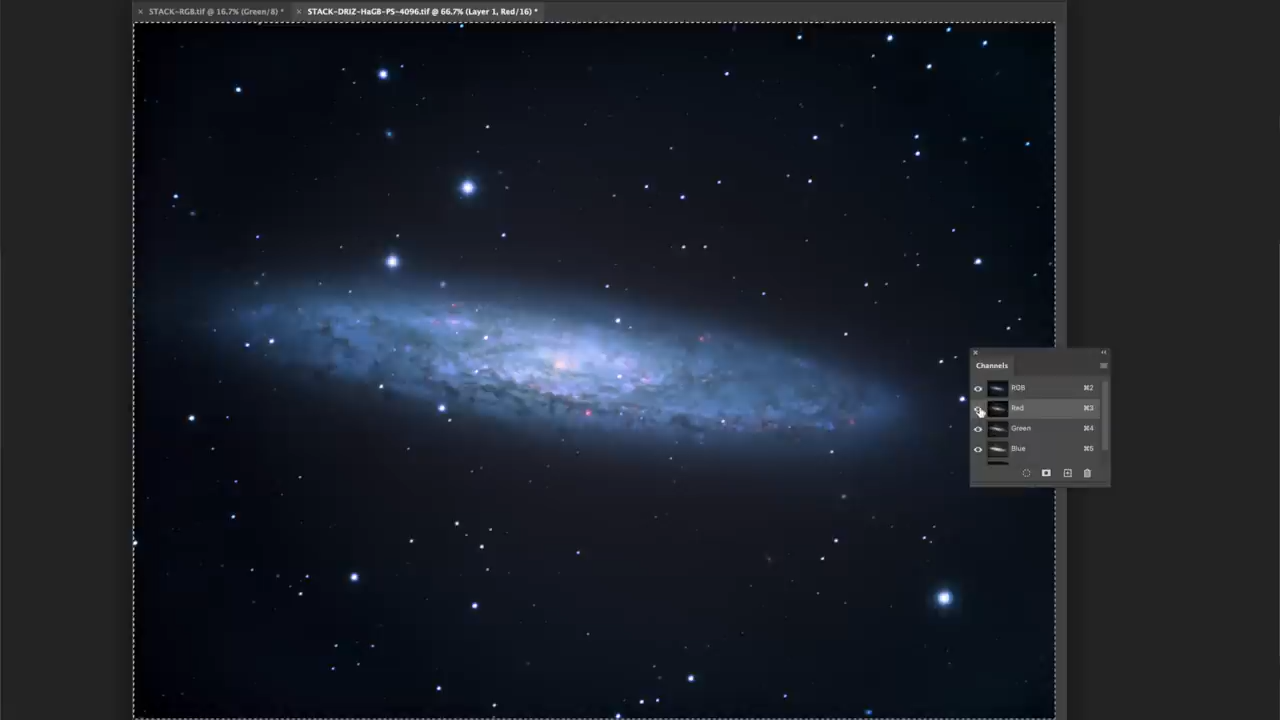 STACK-RGB.tif @ 16.7% (Green/8) *
STACK-DRIZ-HaGB-PS-4096.tif @ 66.7% (Layer 1, Red/16) *
Channels
RGB ⌘2
Red ⌘3
Green ⌘4
Blue ⌘5